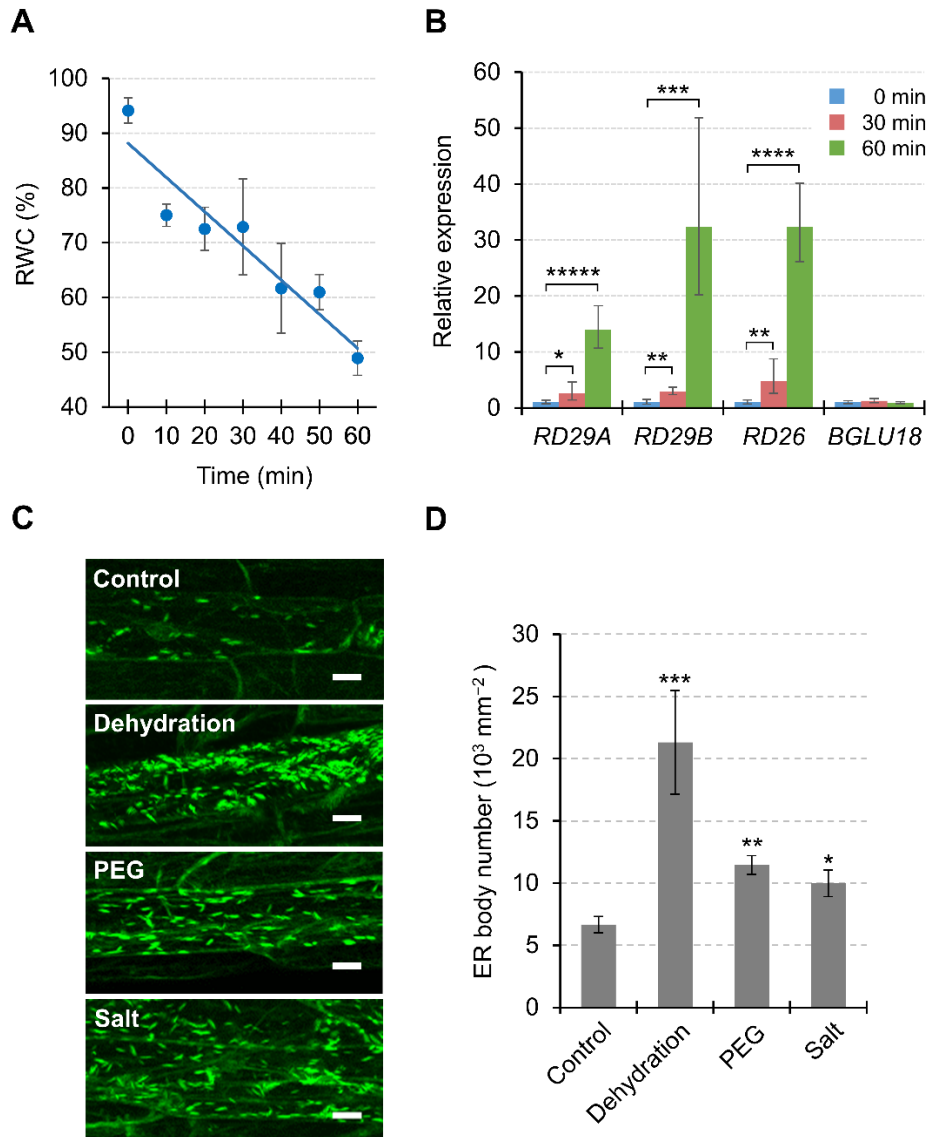 A
RWC (%)
100
90
80
70
60
50
40
0 10 20 30 40 50 60
Time (min)
B
Relative expression
60
50
40
30
20
10
0
0 min
30 min
60 min
*
*****
**
***
**
****
RD29A RD29B RD26 BGLU18
C
Control
Dehydration
PEG
Salt
D
ER body number (10³ mm⁻²)
30
25
20
15
10
5
0
***
**
*
Control Dehydration PEG Salt